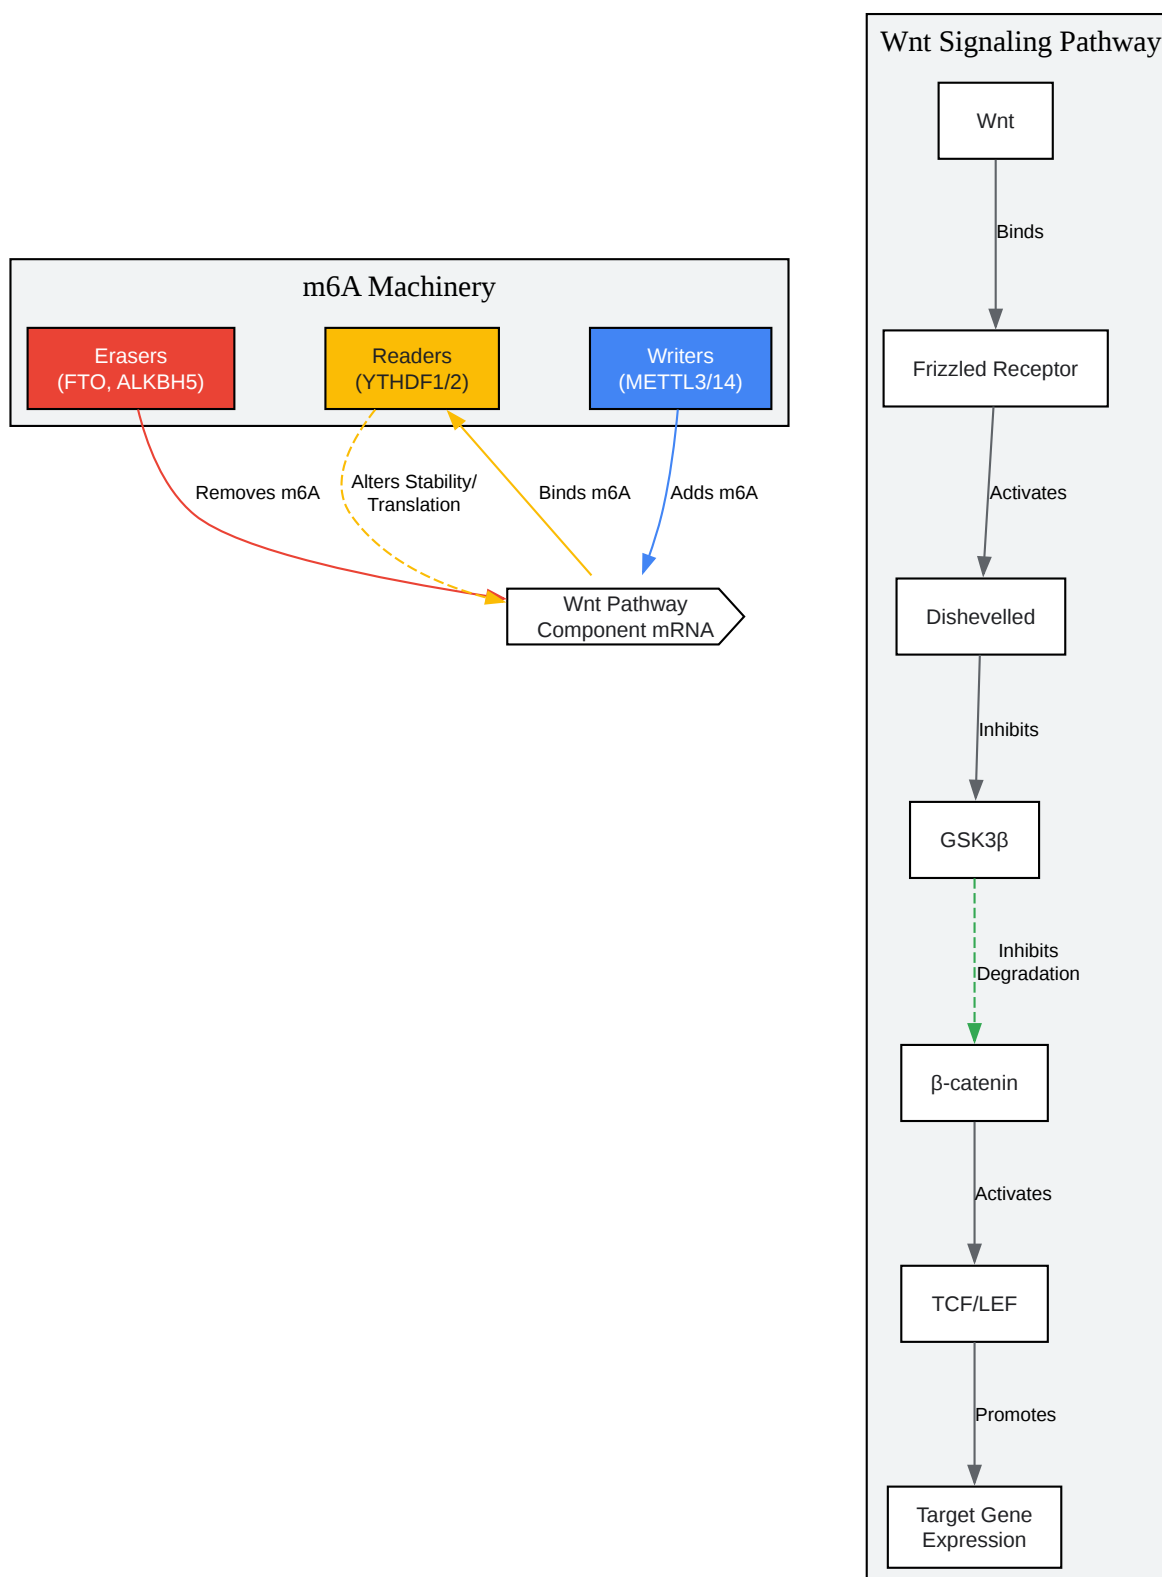 m6A Machinery
Erasers
(FTO, ALKBH5)
Readers
(YTHDF1/2)
Writers
(METTL3/14)
Removes m6A
Alters Stability/
Translation
Binds m6A
Adds m6A
Wnt Pathway
Component mRNA
Wnt Signaling Pathway
Wnt
Binds
Frizzled Receptor
Activates
Dishevelled
Inhibits
GSK3β
Inhibits
Degradation
β-catenin
Activates
TCF/LEF
Promotes
Target Gene
Expression